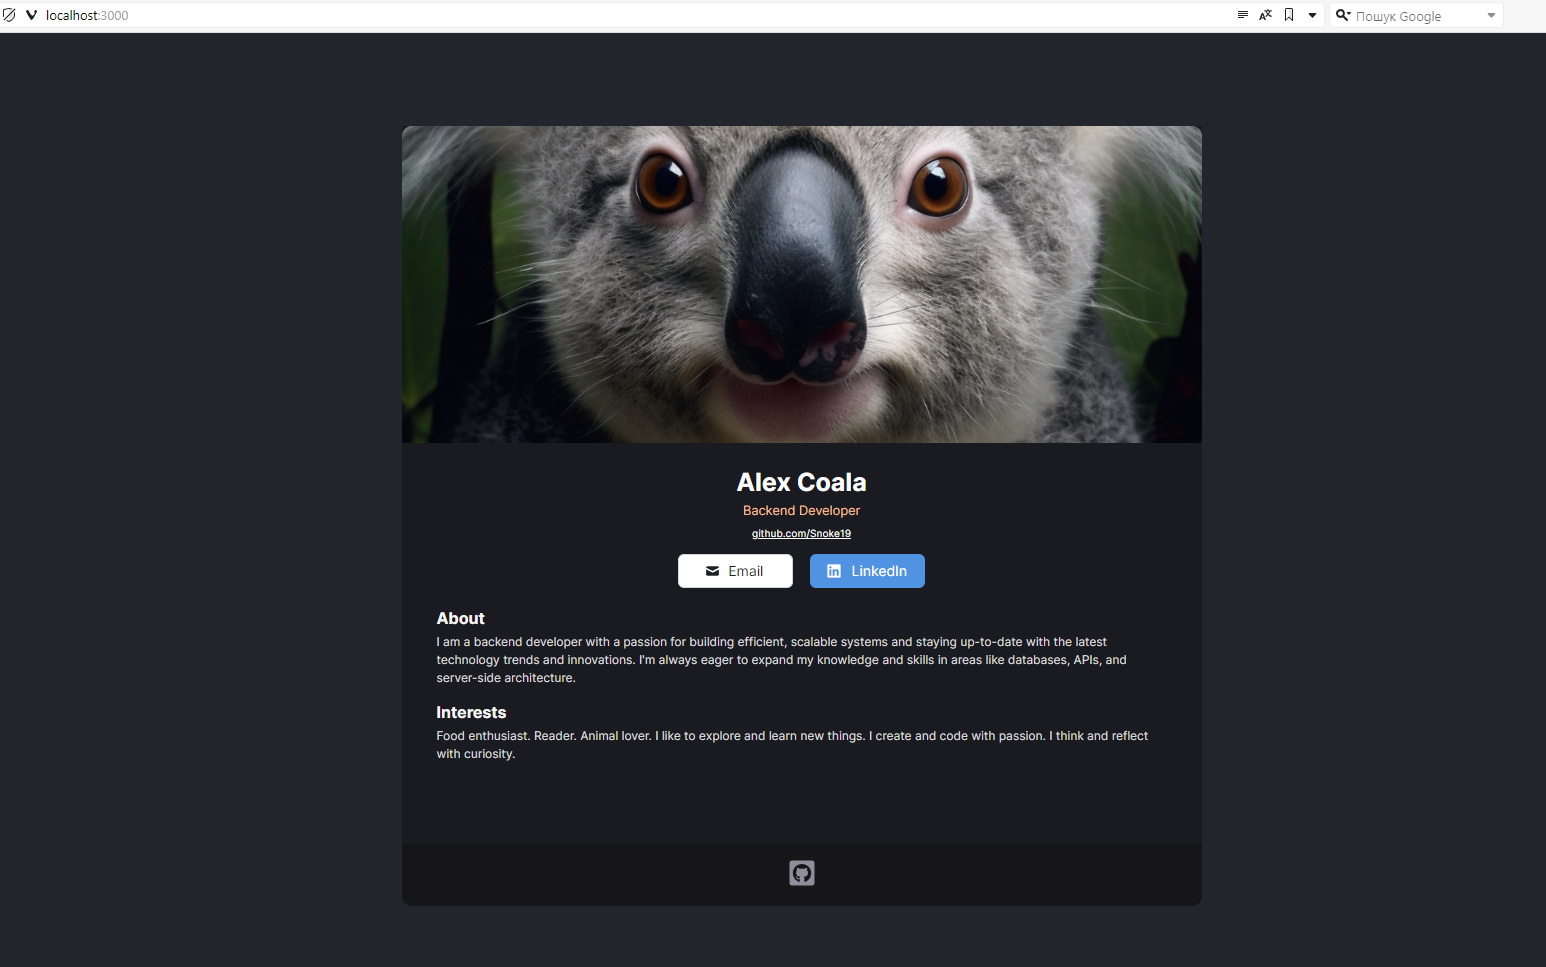 localhost:3000
Пошук Google
Alex Coala
Backend Developer
github.com/Snoke19
Email
LinkedIn
About
I am a backend developer with a passion for building efficient, scalable systems and staying up-to-date with the latest
technology trends and innovations. I'm always eager to expand my knowledge and skills in areas like databases, APIs, and
server-side architecture.
Interests
Food enthusiast. Reader. Animal lover. I like to explore and learn new things. I create and code with passion. I think and reflect
with curiosity.